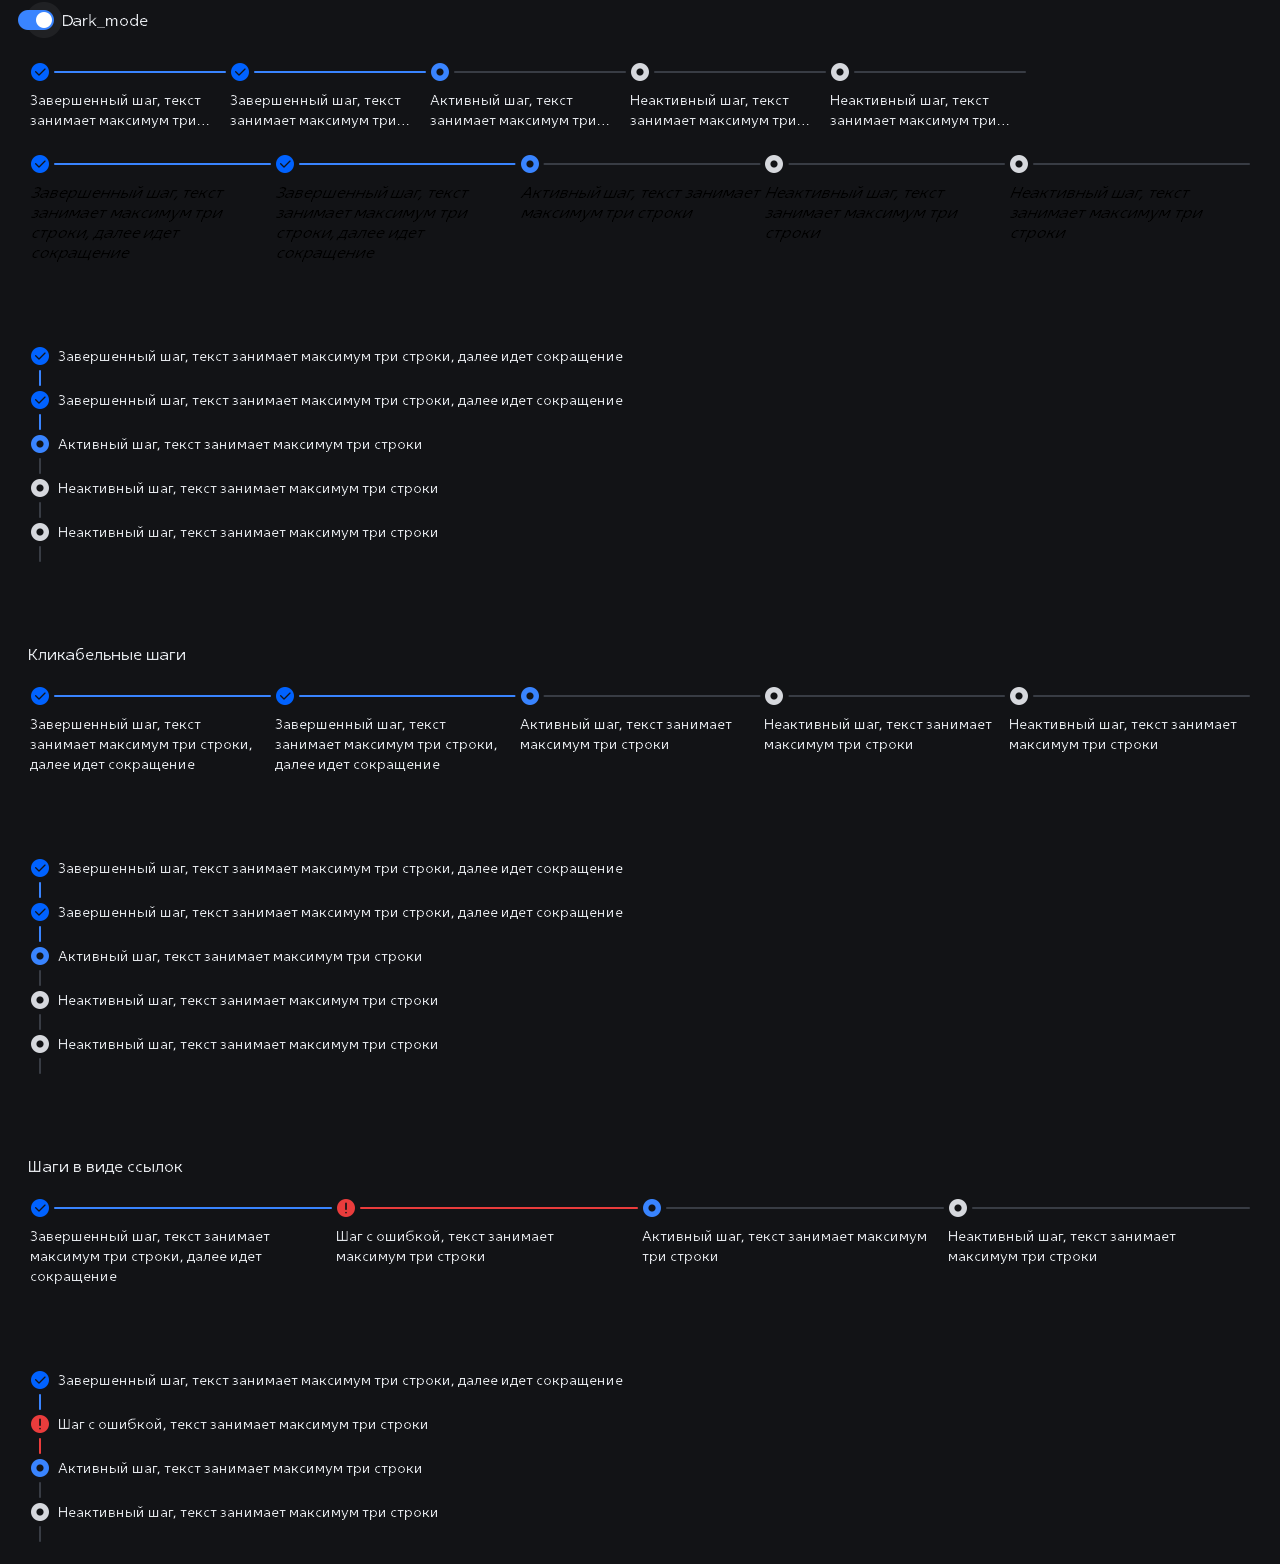 Dark_mode
Завершенный шаг, текст
занимает максимум три...
Завершенный шаг, текст
занимает максимум три...
Активный шаг, текст
занимает максимум три...
Неактивный шаг, текст
занимает максимум три...
Неактивный шаг, текст
занимает максимум три...
Завершенный шаг, текст
занимает максимум три
строки, далее идет
сокращение
Завершенный шаг, текст
занимает максимум три
строки, далее идет
сокращение
Активный шаг, текст занимает
максимум три строки
Неактивный шаг, текст
занимает максимум три
строки
Неактивный шаг, текст
занимает максимум три
строки
Завершенный шаг, текст занимает максимум три строки, далее идет сокращение
Завершенный шаг, текст занимает максимум три строки, далее идет сокращение
Активный шаг, текст занимает максимум три строки
Неактивный шаг, текст занимает максимум три строки
Неактивный шаг, текст занимает максимум три строки
Кликабельные шаги
Завершенный шаг, текст
занимает максимум три строки,
далее идет сокращение
Завершенный шаг, текст
занимает максимум три строки,
далее идет сокращение
Активный шаг, текст занимает
максимум три строки
Неактивный шаг, текст занимает
максимум три строки
Неактивный шаг, текст занимает
максимум три строки
Завершенный шаг, текст занимает максимум три строки, далее идет сокращение
Завершенный шаг, текст занимает максимум три строки, далее идет сокращение
Активный шаг, текст занимает максимум три строки
Неактивный шаг, текст занимает максимум три строки
Неактивный шаг, текст занимает максимум три строки
Шаги в виде ссылок
Завершенный шаг, текст занимает
максимум три строки, далее идет
сокращение
Шаг с ошибкой, текст занимает
максимум три строки
Активный шаг, текст занимает максимум
три строки
Неактивный шаг, текст занимает
максимум три строки
Завершенный шаг, текст занимает максимум три строки, далее идет сокращение
Шаг с ошибкой, текст занимает максимум три строки
Активный шаг, текст занимает максимум три строки
Неактивный шаг, текст занимает максимум три строки